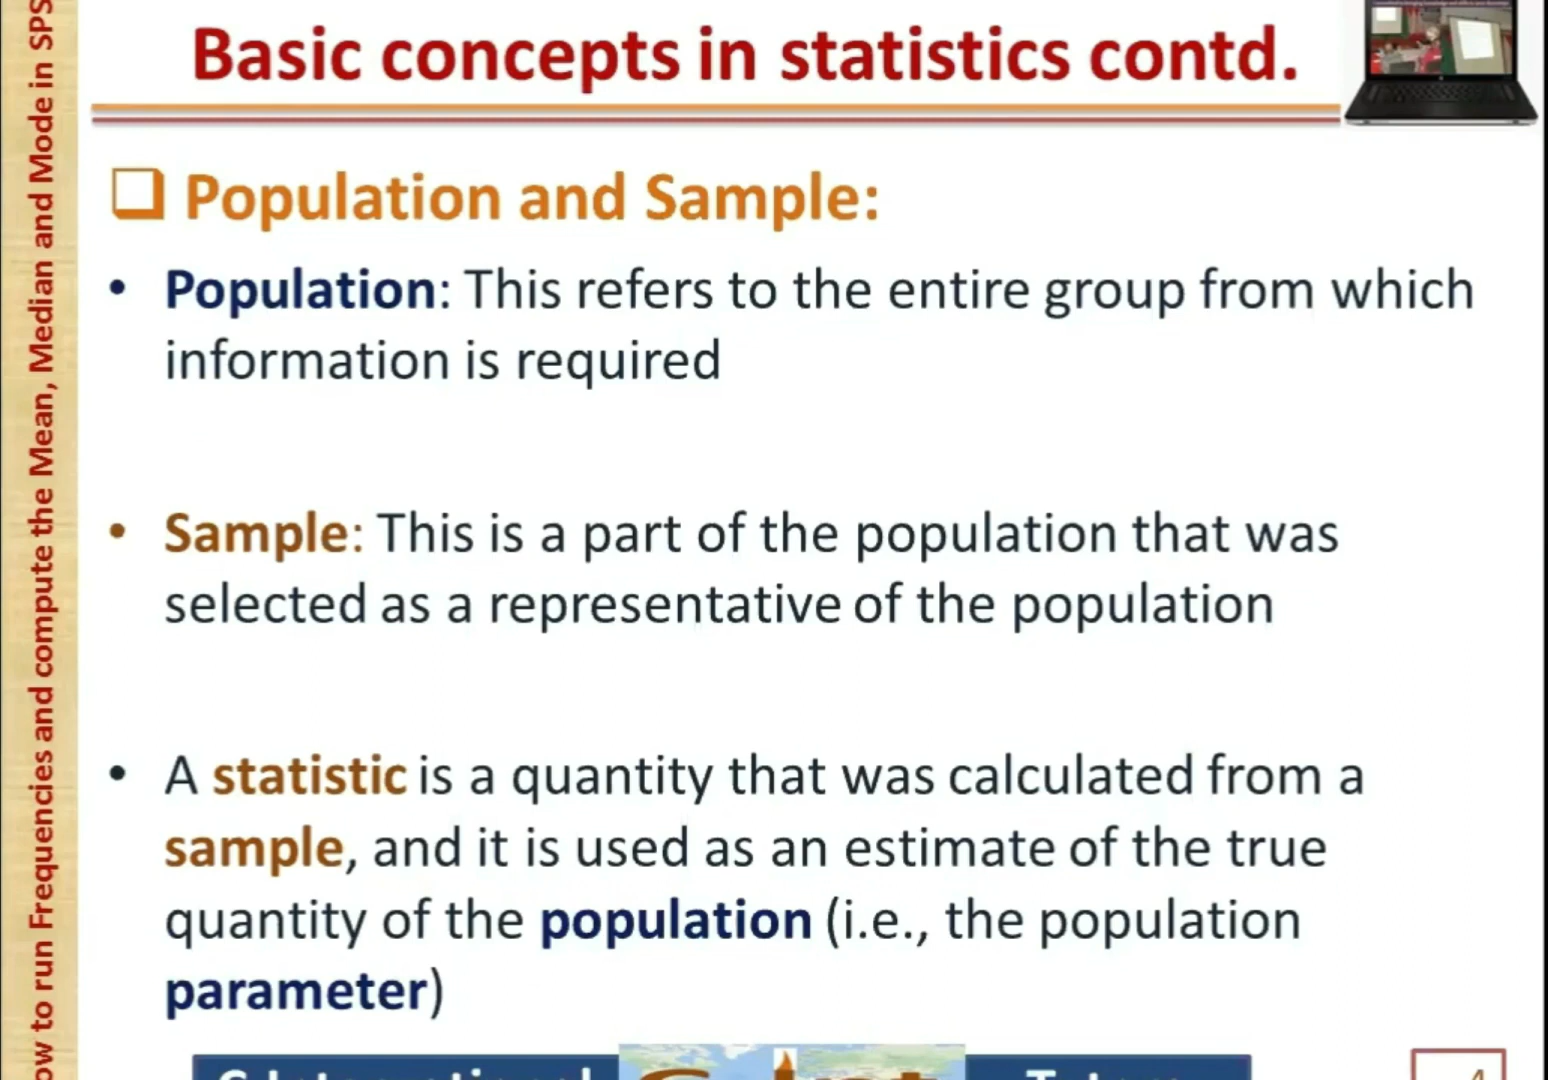 Basic concepts in statistics contd.
❑ Population and Sample:
• Population: This refers to the entire group from which
information is required
• Sample: This is a part of the population that was
selected as a representative of the population
• A statistic is a quantity that was calculated from a
sample, and it is used as an estimate of the true
quantity of the population (i.e., the population
parameter)
to run Frequencies and compute the Mean, Median and Mode in